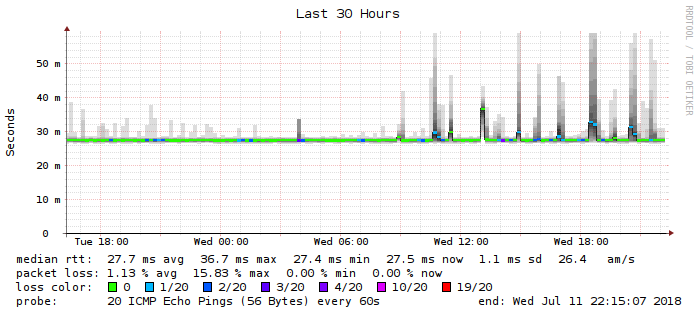 Last 30 Hours
RRDTOOL / TOBI OETIKER
Seconds
50 m
40 m
30 m
20 m
10 m
0
Tue 18:00 Wed 00:00 Wed 06:00 Wed 12:00 Wed 18:00
median rtt: 27.7 ms avg 36.7 ms max 27.4 ms min 27.5 ms now 1.1 ms sd 26.4 am/s
packet loss: 1.13 % avg 15.83 % max 0.00 % min 0.00 % now
loss color: 0 1/20 2/20 3/20 4/20 10/20 19/20
probe: 20 ICMP Echo Pings (56 Bytes) every 60s end: Wed Jul 11 22:15:07 2018